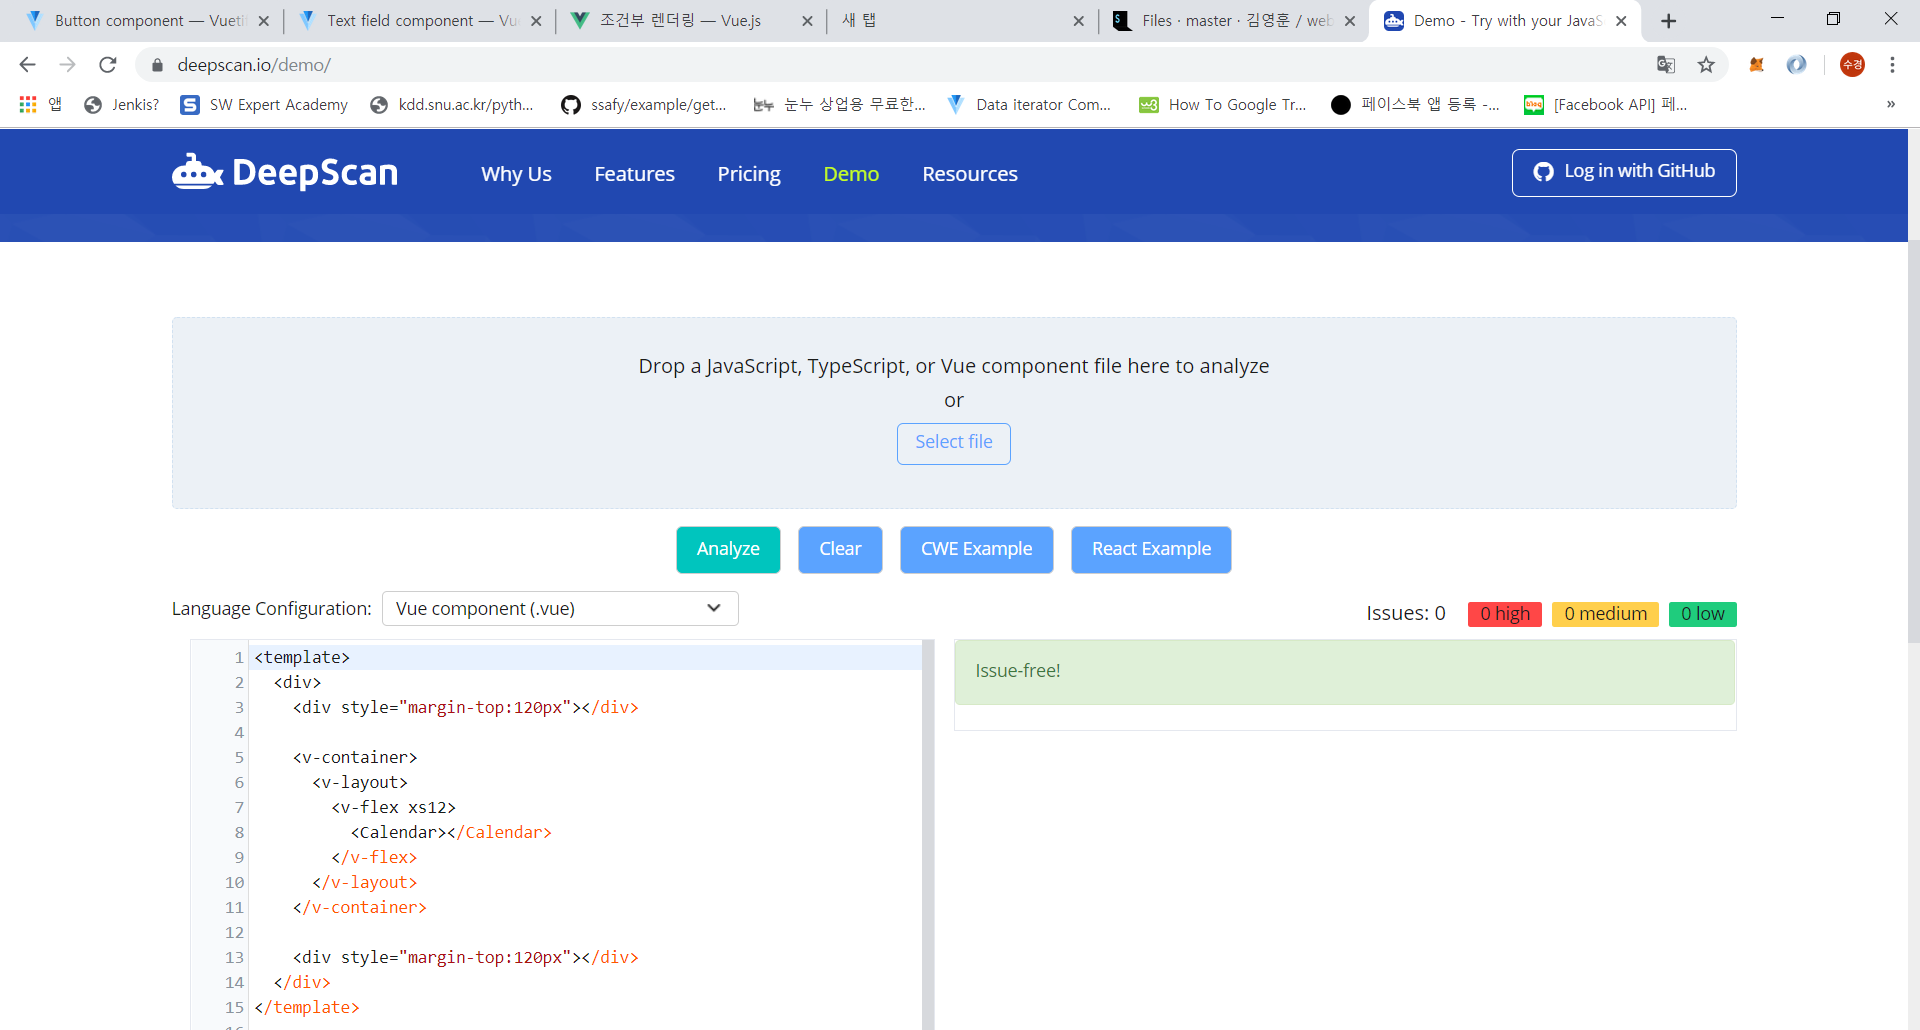 Button component — Vueti
Text field component — Vue
조건부 렌더링 — Vue.js
새 탭
Files · master · 김영훈 / web
Demo - Try with your JavaS
deepscan.io/demo/
수경
앱
Jenkis?
SW Expert Academy
kdd.snu.ac.kr/pyth...
ssafy/example/get...
눈누 눈누 상업용 무료한...
Data iterator Com...
How To Google Tr...
페이스북 앱 등록 -...
[Facebook API] 페...
»
DeepScan
Why Us
Features
Pricing
Demo
Resources
Log in with GitHub
Drop a JavaScript, TypeScript, or Vue component file here to analyze
or
Select file
Analyze
Clear
CWE Example
React Example
Language Configuration:
Vue component (.vue)
Issues: 0
0 high
0 medium
0 low
1 <template>
2 <div>
3 <div style="margin-top:120px"></div>
4
5 <v-container>
6 <v-layout>
7 <v-flex xs12>
8 <Calendar></Calendar>
9 </v-flex>
10 </v-layout>
11 </v-container>
12
13 <div style="margin-top:120px"></div>
14 </div>
15 </template>
Issue-free!